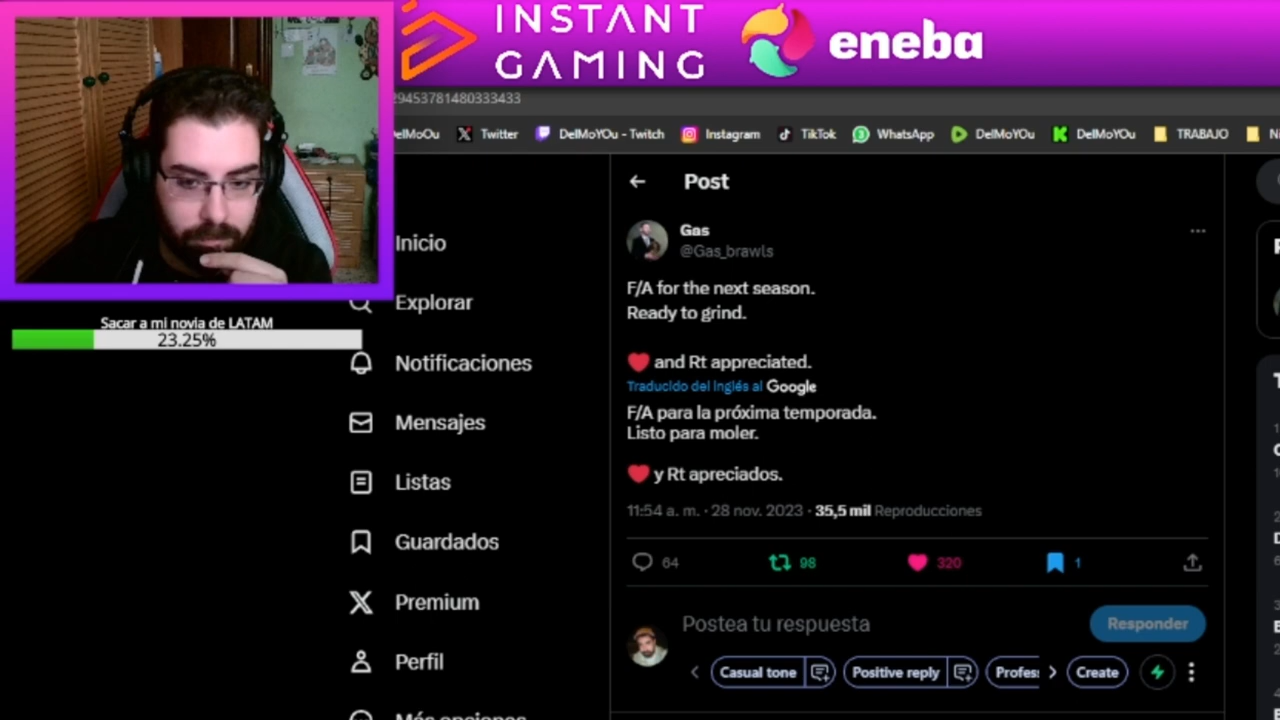 INSTANT GAMING
eneba
29453781480333433
elMoOu Twitter DelMoYOu - Twitch Instagram TikTok WhatsApp DelMoYOu DelMoYOu TRABAJO
Post
Gas
@Gas_brawls
F/A for the next season.
Ready to grind.
❤️ and Rt appreciated.
Traducido del inglés al Google
F/A para la próxima temporada.
Listo para moler.
❤️ y Rt apreciados.
11:54 a. m. · 28 nov. 2023 · 35,5 mil Reproducciones
64 98 320 1
Postea tu respuesta
Responder
Casual tone Positive reply Profes Create
Sacar a mi novia de LATAM
23.25%
Inicio
Explorar
Notificaciones
Mensajes
Listas
Guardados
Premium
Perfil
Más opciones